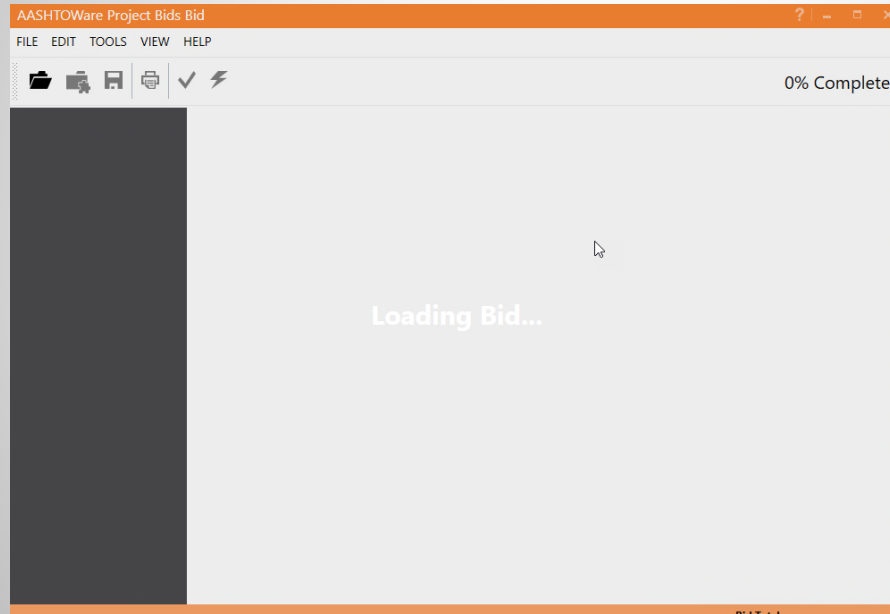 AASHTOWare Project Bids Bid
FILE EDIT TOOLS VIEW HELP
0% Complete
Loading Bid...